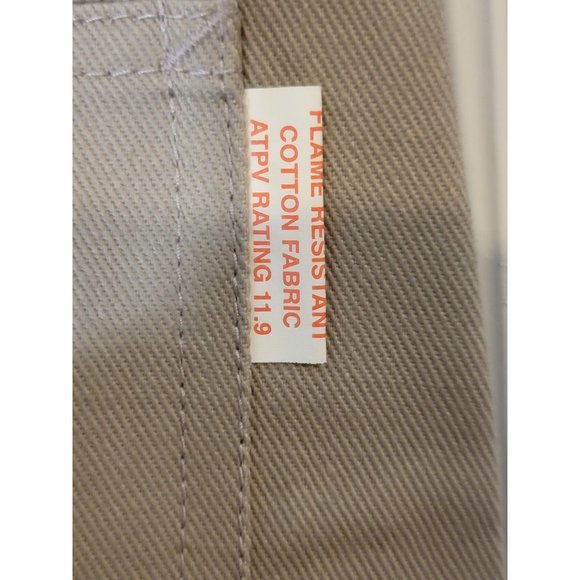 FLAME RESISTANT
COTTON FABRIC
ATPV RATING 11.9